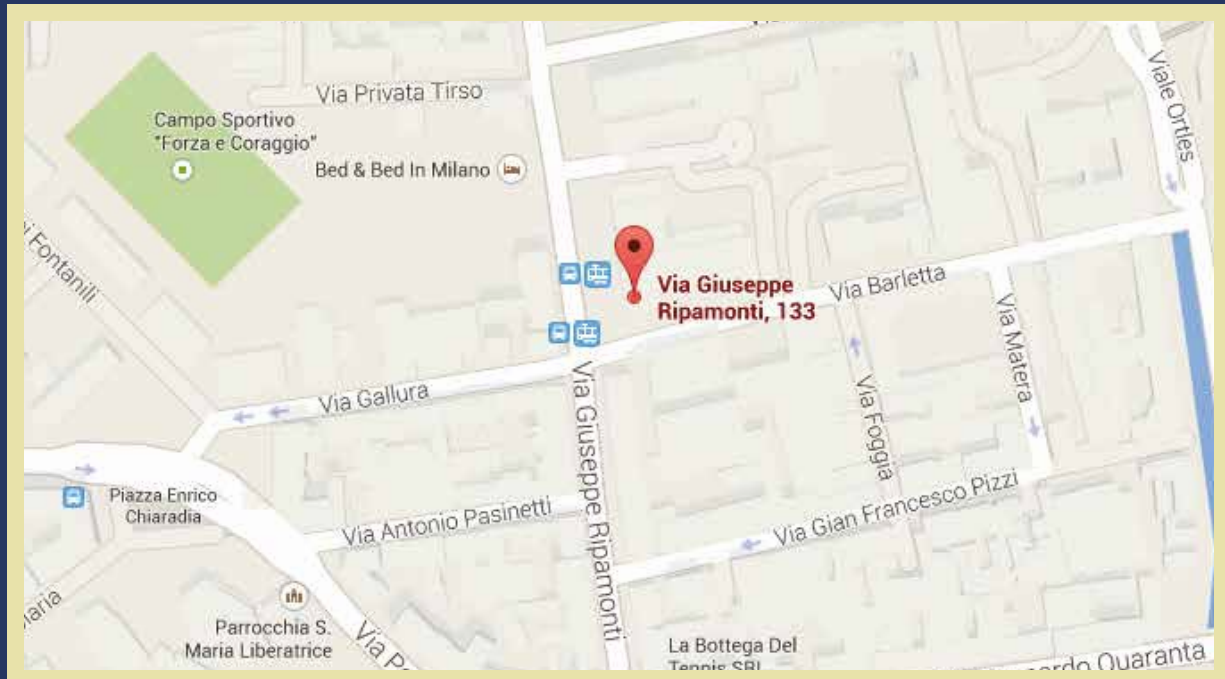 Via Privata Tirso
Campo Sportivo
"Forza e Coraggio"
Bed & Bed In Milano
Viale Ortles
Fontanili
Via Giuseppe
Ripamonti, 133
Via Barletta
Via Matera
Via Gallura
Via Foggia
Via Giuseppe Ripamonti
Piazza Enrico
Chiaradia
Via Antonio Pasinetti
Via Gian Francesco Pizzi
Parrocchia S.
Maria Liberatrice
Via
La Bottega Del
Tennis SRL
Quaranta